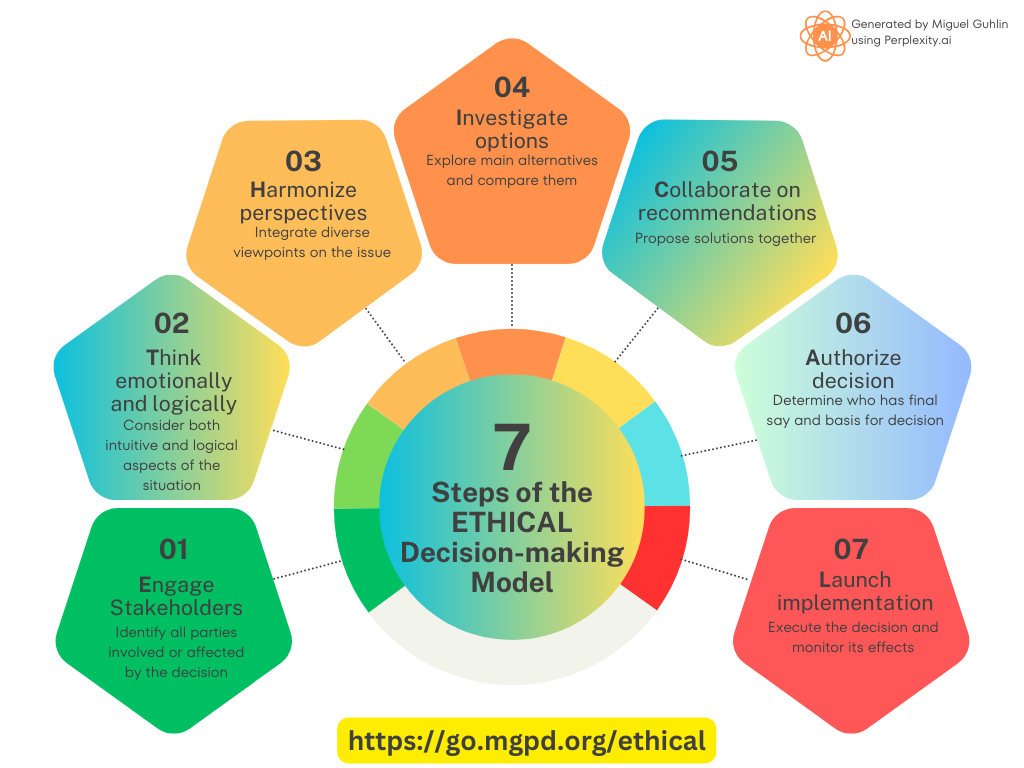 AI
Generated by Miguel Guhlin
using Perplexity.ai
01
Engage
Stakeholders
Identify all parties
involved or affected
by the decision
02
Think
emotionally
and logically
Consider both
intuitive and logical
aspects of the
situation
03
Harmonize
perspectives
Integrate diverse
viewpoints on the issue
04
Investigate
options
Explore main alternatives
and compare them
05
Collaborate on
recommendations
Propose solutions together
06
Authorize
decision
Determine who has final
say and basis for decision
07
Launch
implementation
Execute the decision and
monitor its effects
7
Steps of the
ETHICAL
Decision-making
Model
https://go.mgpd.org/ethical